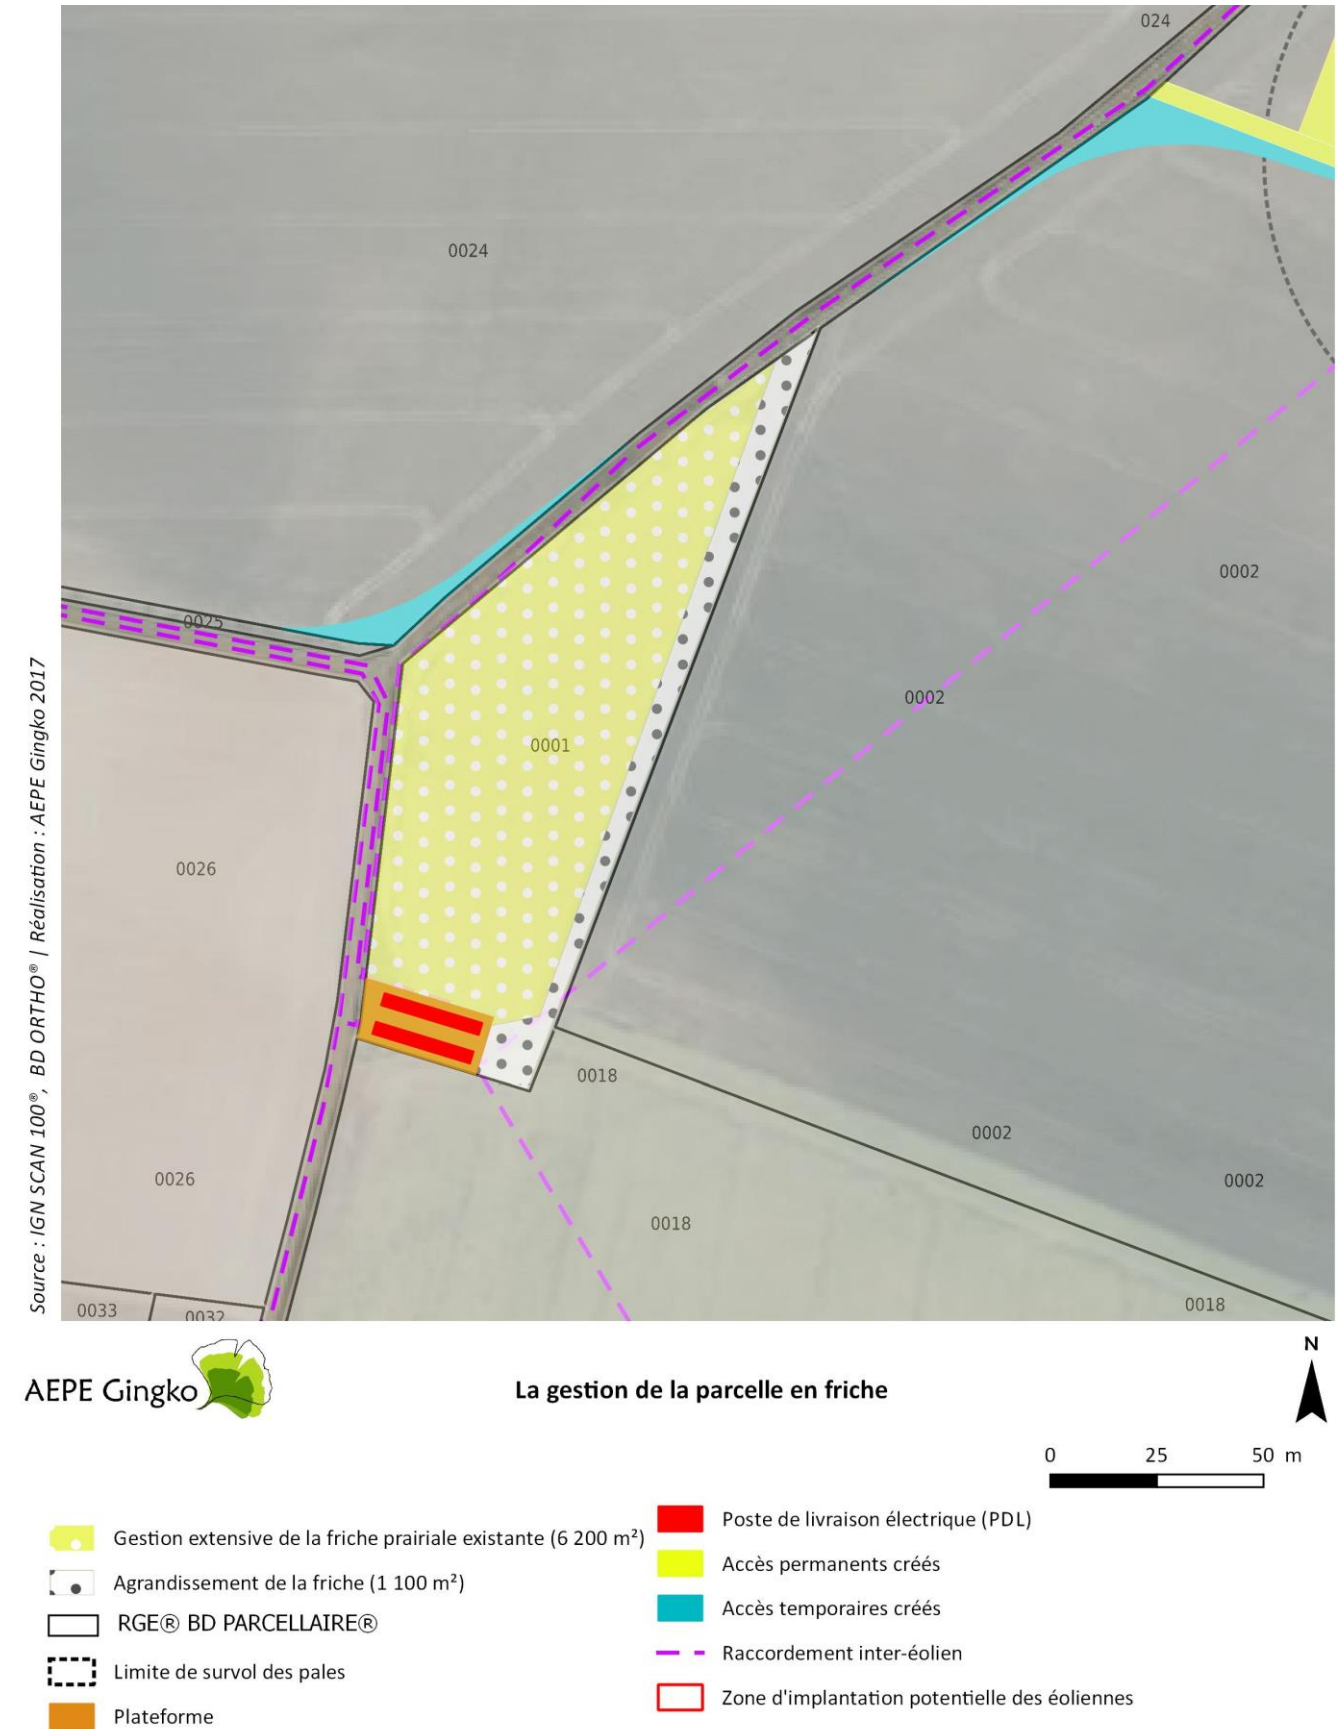 024
0024
0002
0025
0002
0001
0026
0018
0002
0026
0002
0018
0018
0033
0032
Source : IGN SCAN 100®, BD ORTHO® | Réalisation : AEPE Gingko 2017
AEPE Gingko
La gestion de la parcelle en friche
N
0 25 50 m
Gestion extensive de la friche prairiale existante (6 200 m²)
Agrandissement de la friche (1 100 m²)
RGE® BD PARCELLAIRE®
Limite de survol des pales
Plateforme
Poste de livraison électrique (PDL)
Accès permanents créés
Accès temporaires créés
Raccordement inter-éolien
Zone d'implantation potentielle des éoliennes